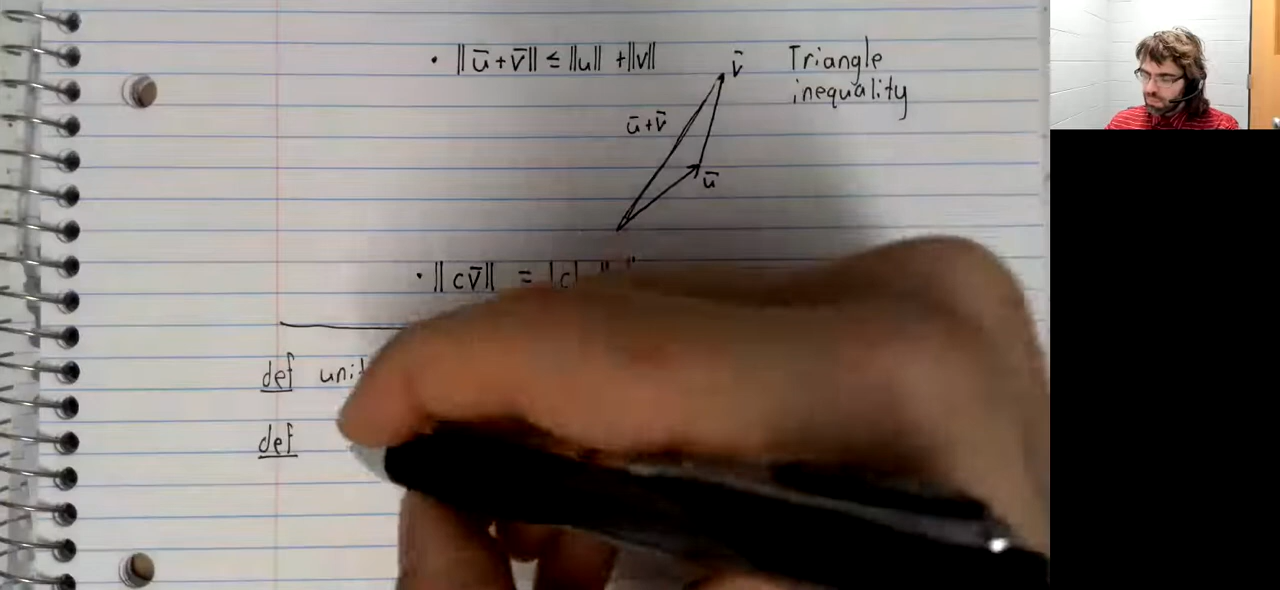 • ‖ū+v̄‖ ≤ ‖u‖ +‖v‖
v̄
Triangle
inequality
ū+v̄
ū
• ‖cv̄‖ = |c|
def
def